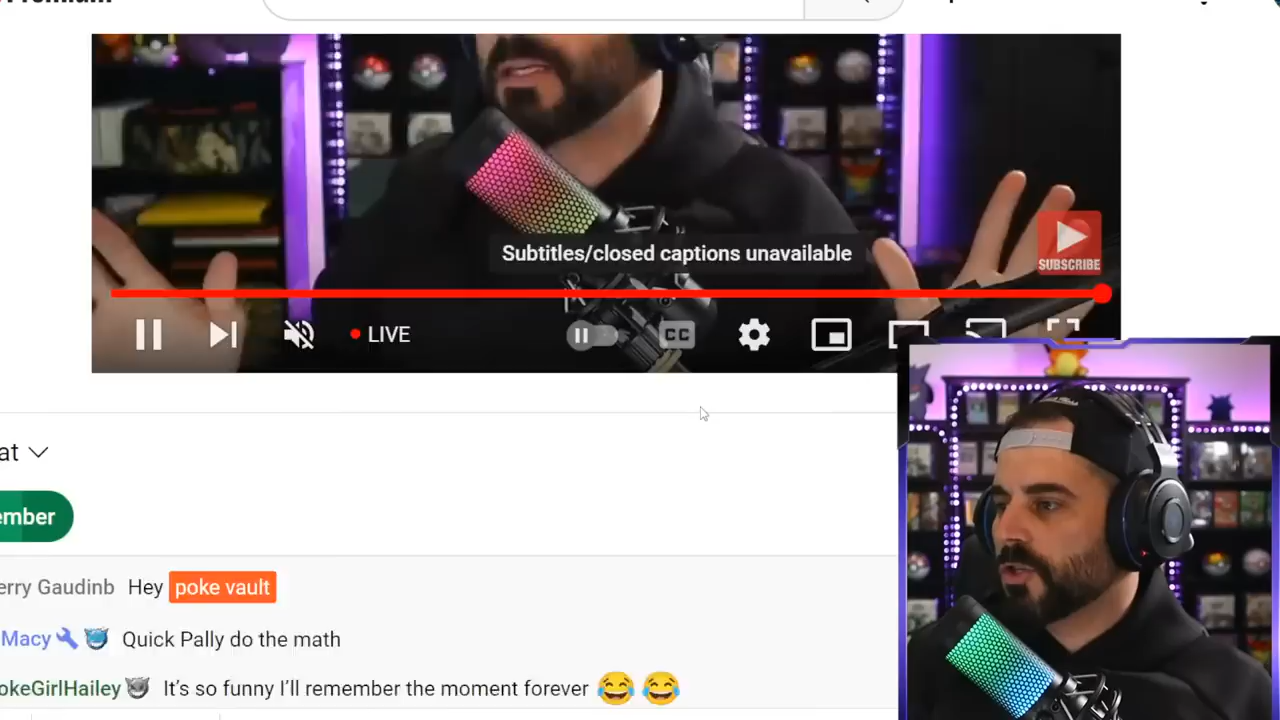 Subtitles/closed captions unavailable
SUBSCRIBE
LIVE
CC
at
ember
erry Gaudinb Hey poke vault
Macy Quick Pally do the math
okeGirlHailey It's so funny I'll remember the moment forever 😂 😂